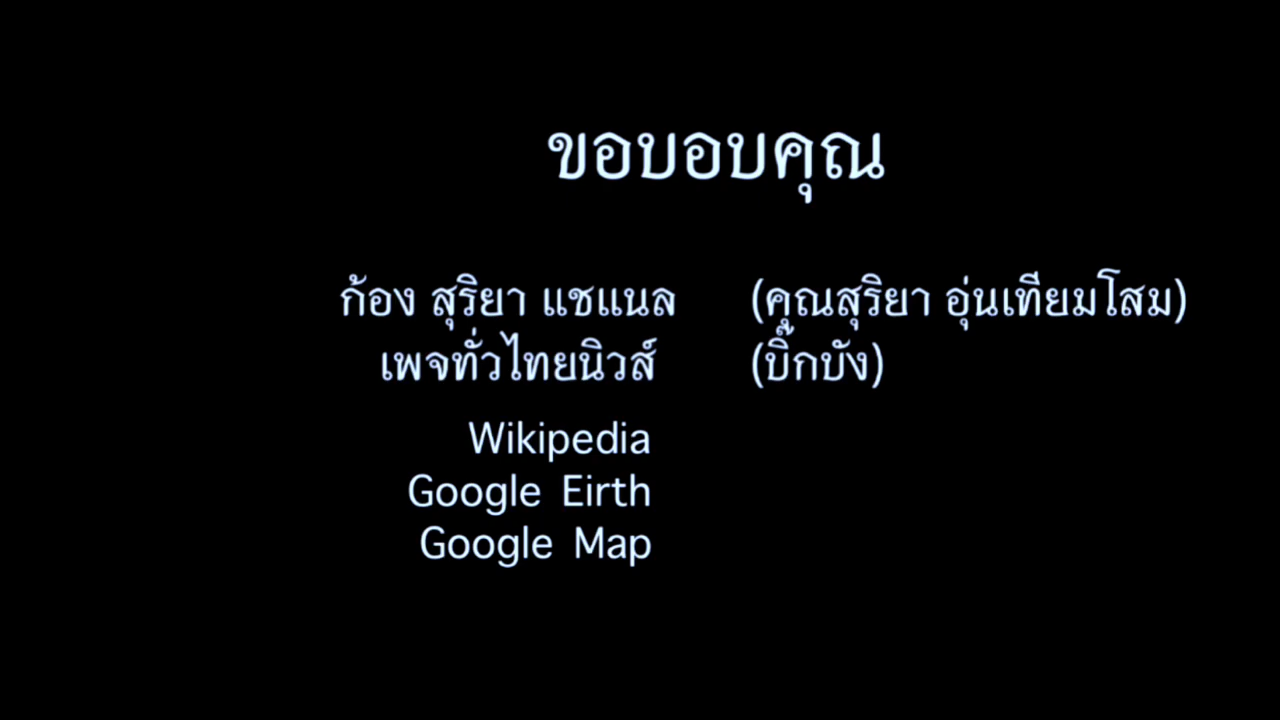 ขอบอบคุณ
ก้อง สุริยา แชแนล (คุณสุริยา อุ่นเทียมโสม)
เพจทั่วไทยนิวส์ (บิ๊กบัง)
Wikipedia
Google Eirth
Google Map